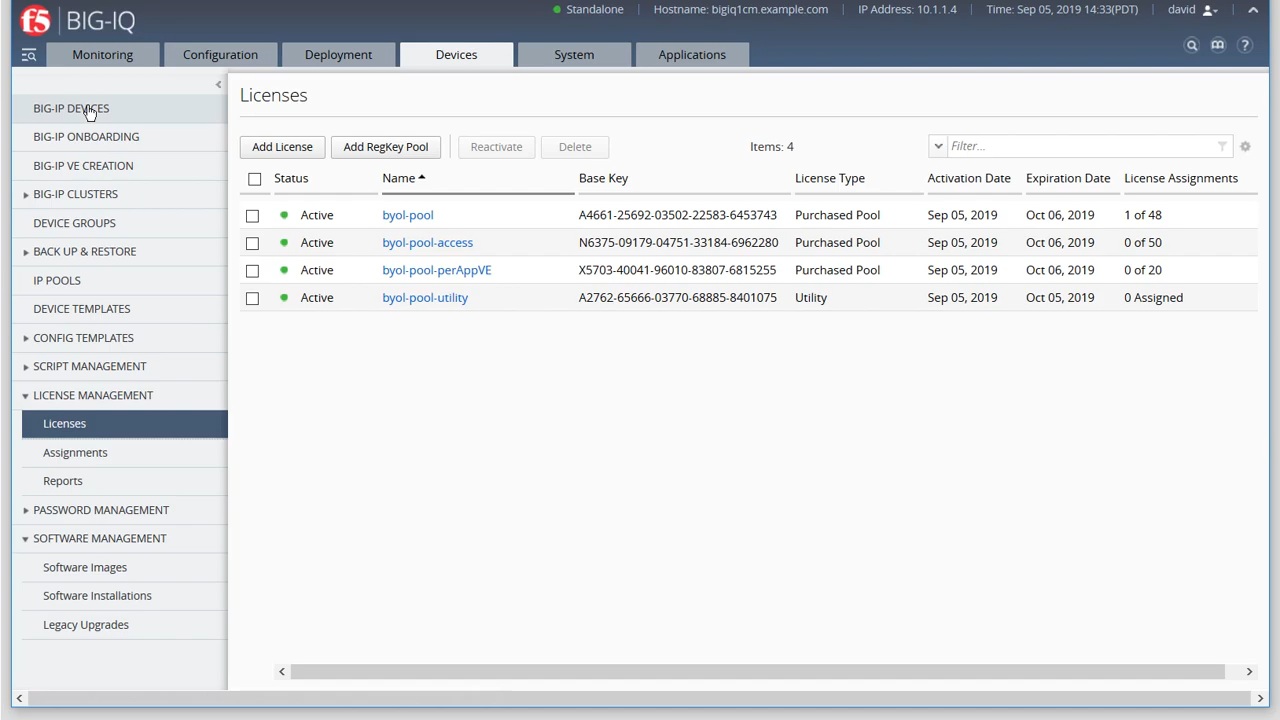 f5 BIG-IQ
Standalone Hostname: bigiq1cm.example.com IP Address: 10.1.1.4 Time: Sep 05, 2019 14:33(PDT) david
Monitoring Configuration Deployment Devices System Applications
BIG-IP DEVICES
BIG-IP ONBOARDING
BIG-IP VE CREATION
BIG-IP CLUSTERS
DEVICE GROUPS
BACK UP & RESTORE
IP POOLS
DEVICE TEMPLATES
CONFIG TEMPLATES
SCRIPT MANAGEMENT
LICENSE MANAGEMENT
Licenses
Assignments
Reports
PASSWORD MANAGEMENT
SOFTWARE MANAGEMENT
Software Images
Software Installations
Legacy Upgrades
Licenses
Add License Add RegKey Pool Reactivate Delete Items: 4 Filter...
Status Name Base Key License Type Activation Date Expiration Date License Assignments
Active byol-pool A4661-25692-03502-22583-6453743 Purchased Pool Sep 05, 2019 Oct 06, 2019 1 of 48
Active byol-pool-access N6375-09179-04751-33184-6962280 Purchased Pool Sep 05, 2019 Oct 06, 2019 0 of 50
Active byol-pool-perAppVE X5703-40041-96010-83807-6815255 Purchased Pool Sep 05, 2019 Oct 06, 2019 0 of 20
Active byol-pool-utility A2762-65666-03770-68885-8401075 Utility Sep 05, 2019 Oct 05, 2019 0 Assigned